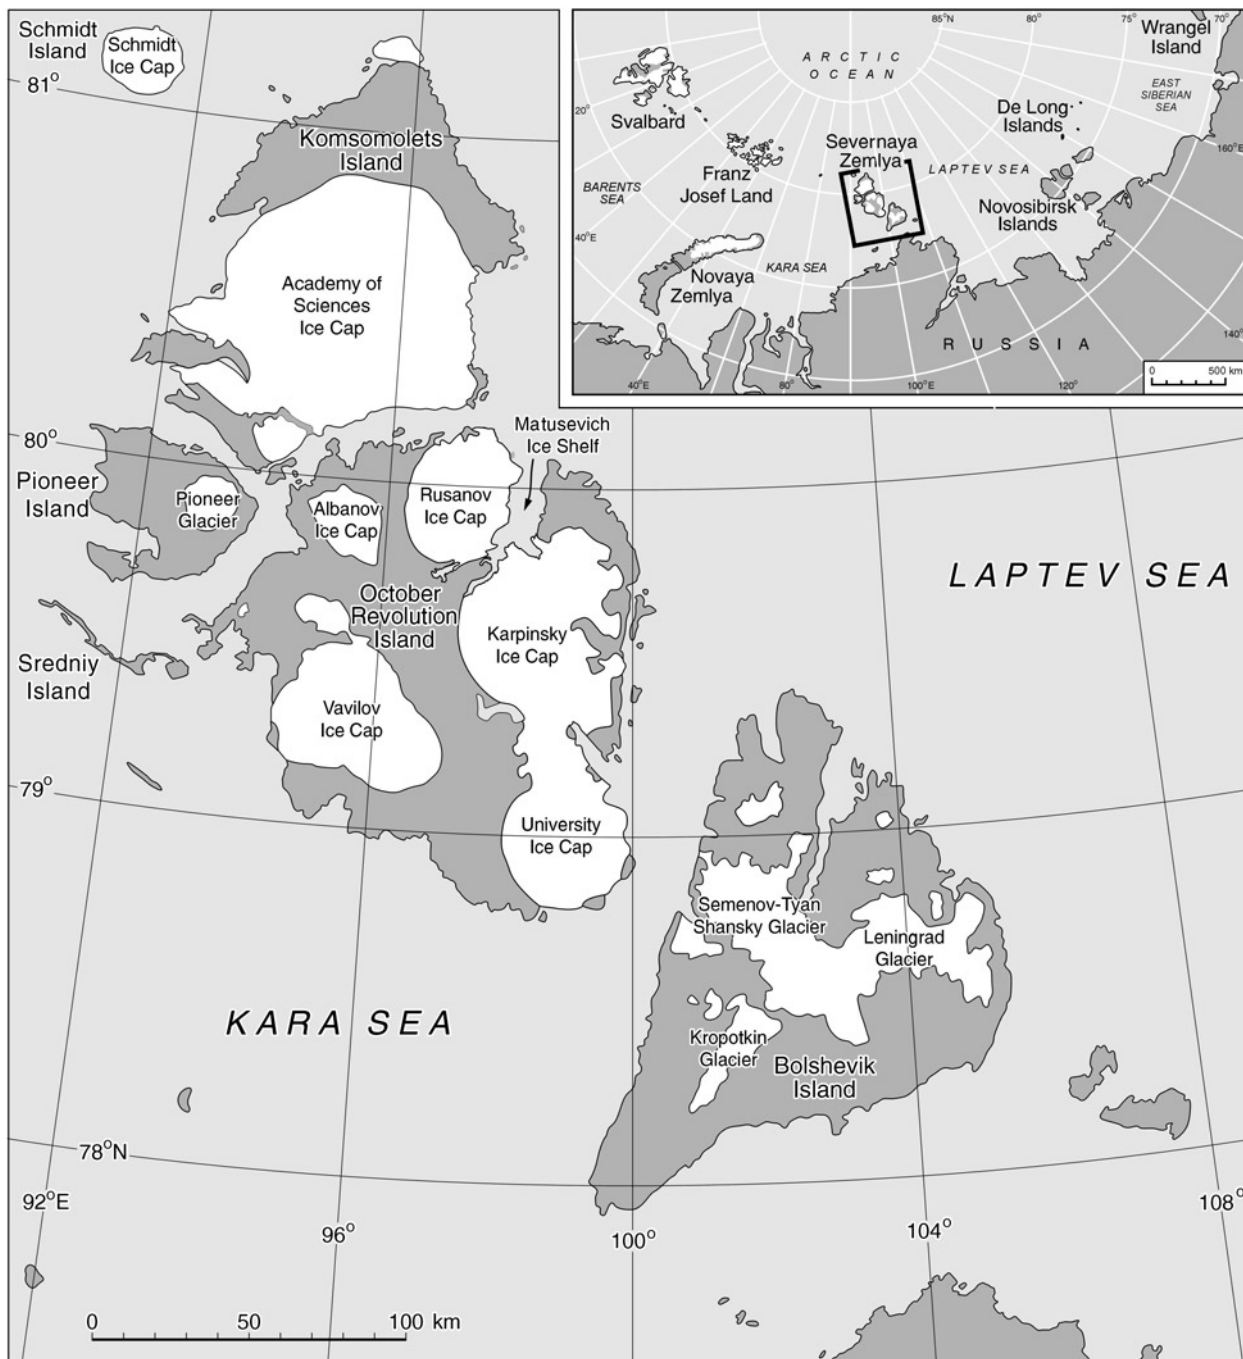 Schmidt
Island
Schmidt
Ice Cap
81°
Komsomolets
Island
Academy of
Sciences
Ice Cap
80°
Pioneer
Island
Pioneer
Glacier
Albanov
Ice Cap
Rusanov
Ice Cap
Matusevich
Ice Shelf
October
Revolution
Island
Karpinsky
Ice Cap
Sredniy
Island
Vavilov
Ice Cap
79°
University
Ice Cap
LAPTEV SEA
Semenov-Tyan
Shansky Glacier
Leningrad
Glacier
KARA SEA
Kropotkin
Glacier
Bolshevik
Island
78°N
92°E
96°
100°
104°
108°
0 50 100 km
85°N
80°
75°
70°
Wrangel
Island
ARCTIC
OCEAN
EAST
SIBERIAN
SEA
20°
Svalbard
De Long
Islands
Severnaya
Zemlya
160°E
Franz
Josef Land
LAPTEV SEA
BARENTS
SEA
Novosibirsk
Islands
40°E
KARA SEA
Novaya
Zemlya
RUSSIA
140°
0 500 km
40°E
80°
100°E
120°